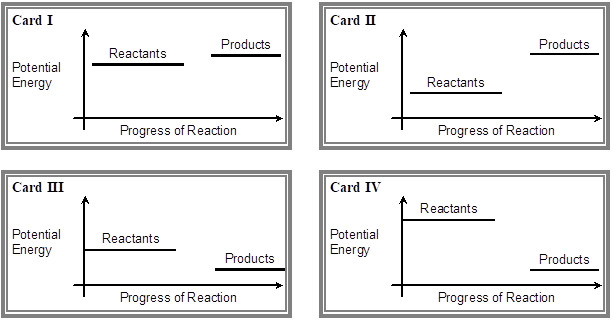 Card I
Products
Reactants
Potential
Energy
Progress of Reaction
Card II
Products
Potential
Energy
Reactants
Progress of Reaction
Card III
Potential
Energy
Reactants
Products
Progress of Reaction
Card IV
Reactants
Potential
Energy
Products
Progress of Reaction